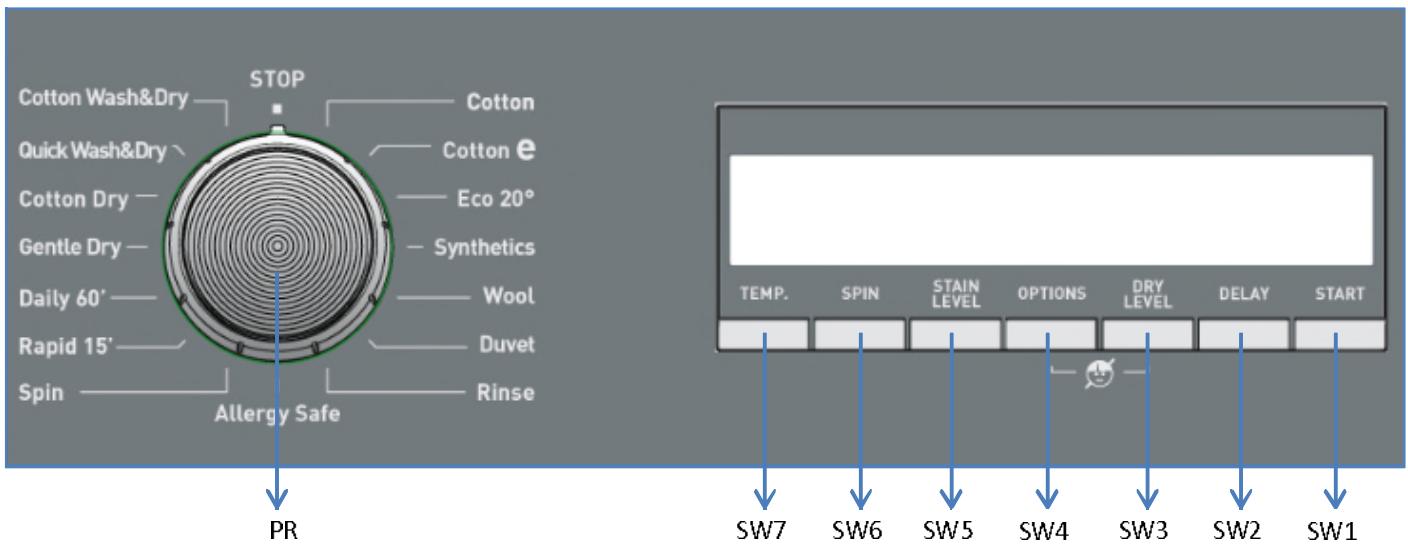 STOP
Cotton Wash&Dry
Quick Wash&Dry
Cotton Dry
Gentle Dry
Daily 60’
Rapid 15’
Spin
Allergy Safe
Cotton
Cotton e
Eco 20°
Synthetics
Wool
Duvet
Rinse
TEMP.
SPIN
STAIN
LEVEL
OPTIONS
DRY
LEVEL
DELAY
START
PR
SW7
SW6
SW5
SW4
SW3
SW2
SW1